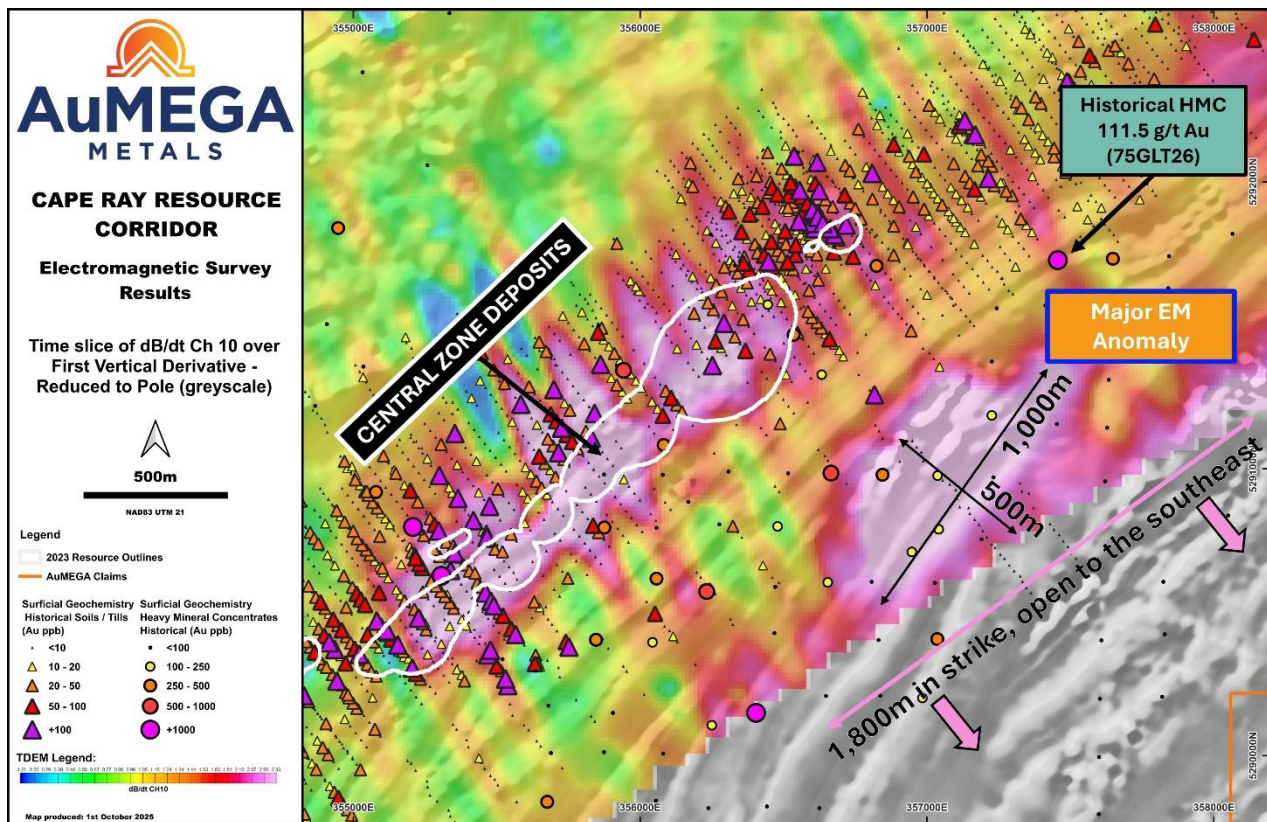 AuMEGA
METALS
CAPE RAY RESOURCE
CORRIDOR
Electromagnetic Survey
Results
Time slice of dB/dt Ch 10 over
First Vertical Derivative -
Reduced to Pole (greyscale)
500m
NAD83 UTM 21
Legend
2023 Resource Outlines
AuMEGA Claims
Surficial Geochemistry
Historical Soils / Tills
(Au ppb)
<10
10 - 20
20 - 50
50 - 100
+100
Surficial Geochemistry
Heavy Mineral Concentrates
Historical (Au ppb)
<100
100 - 250
250 - 500
500 - 1000
+1000
TDEM Legend:
dB/dt CH10
Map produced: 1st October 2025
355000E
356000E
357000E
358000E
Historical HMC
111.5 g/t Au
(75GLT26)
5292000N
CENTRAL ZONE DEPOSITS
Major EM
Anomaly
1,000m
500m
5291000N
1,800m in strike, open to the southeast
5290000N
355000E
356000E
357000E
358000E